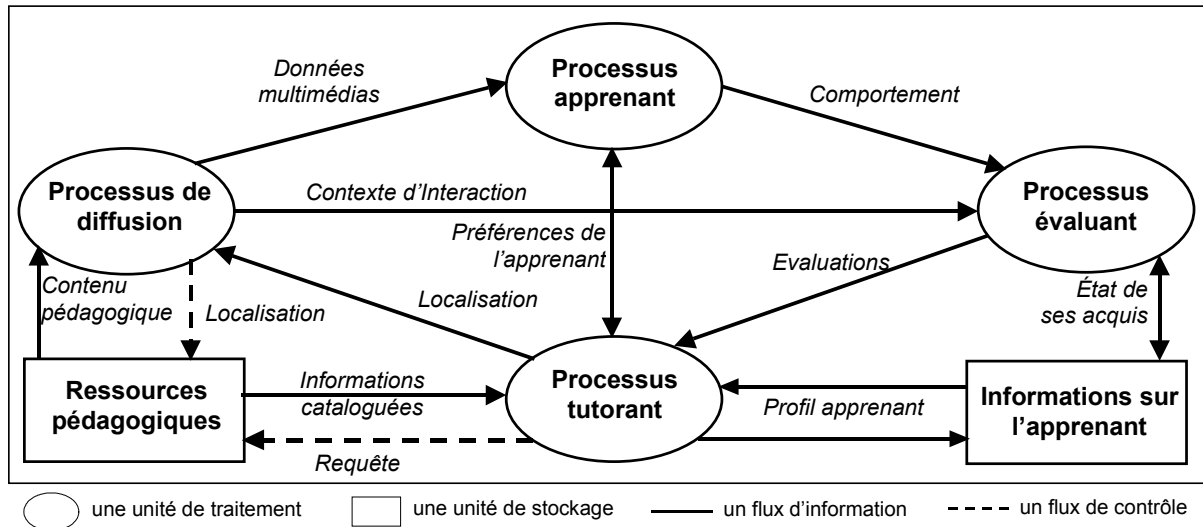 Données
multimédias
Processus
apprenant
Comportement
Processus de
diffusion
Contexte d’Interaction
Processus
évaluant
Préférences de
l’apprenant
Evaluations
Contenu
pédagogique
Localisation
Localisation
État de
ses acquis
Ressources
pédagogiques
Informations
cataloguées
Processus
tutorant
Profil apprenant
Informations sur
l’apprenant
Requête
une unité de traitement
une unité de stockage
un flux d’information
un flux de contrôle